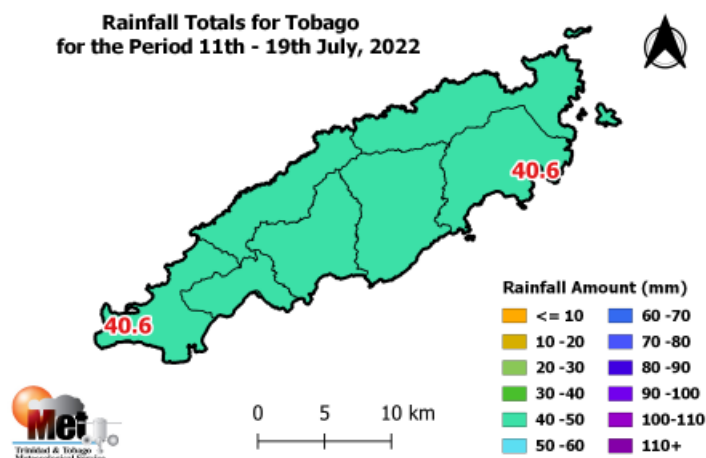 Rainfall Totals for Tobago
for the Period 11th - 19th July, 2022
40.6
40.6
Rainfall Amount (mm)
<= 10
10 -20
20 -30
30 -40
40 -50
50 -60
60 -70
70 -80
80 -90
90 -100
100-110
110+
0 5 10 km
Met
Trinidad & Tobago
Meteorological Service